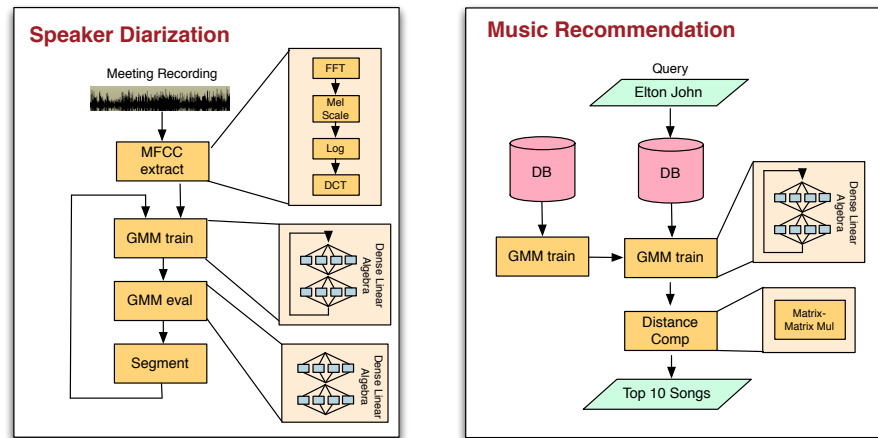 Speaker Diarization
Meeting Recording
MFCC
extract
FFT
Mel
Scale
Log
DCT
GMM train
Dense Linear
Algebra
GMM eval
Segment
Dense Linear
Algebra
Music Recommendation
Query
Elton John
DB
DB
GMM train
GMM train
Dense Linear
Algebra
Distance
Comp
Matrix-
Matrix Mul
Top 10 Songs